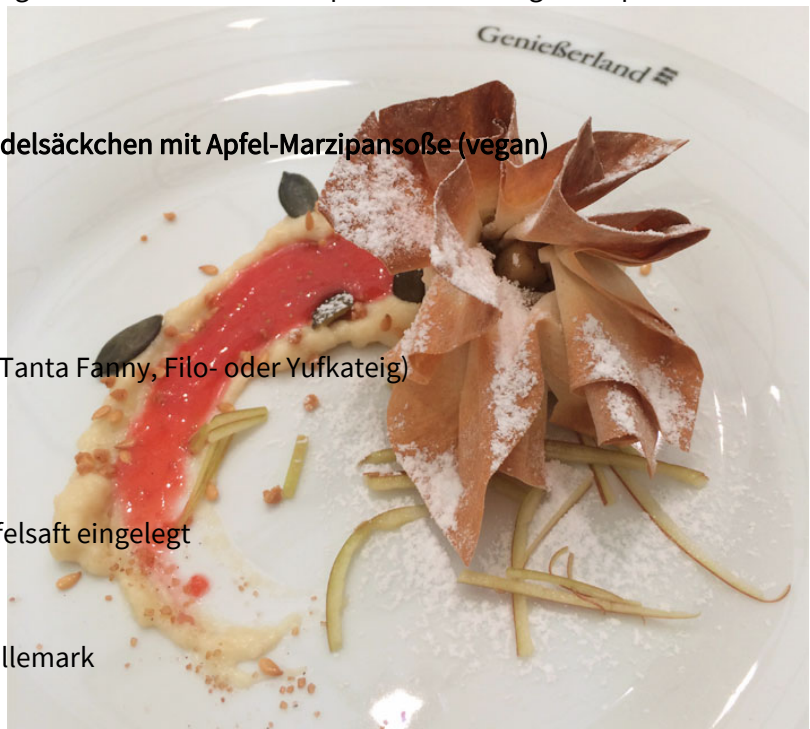 Genießerland
delsäckchen mit Apfel-Marzipansoße (vegan)
Tanta Fanny, Filo- oder Yufkateig)
felsaft eingelegt
llemark